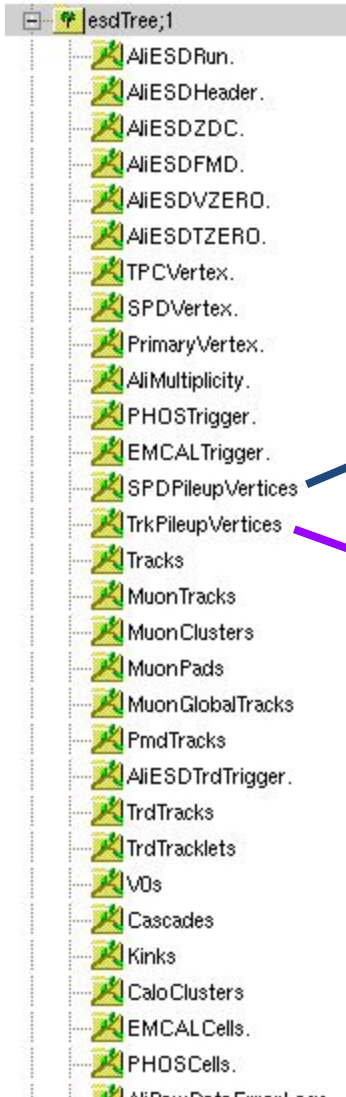 esdTree;1
AliESDRun.
AliESDHeader.
AliESDZDC.
AliESDFMD.
AliESDVZERO.
AliESDTZERO.
TPCVertex.
SPDVertex.
PrimaryVertex.
AliMultiplicity.
PHOSTrigger.
EMCALTrigger.
SPDPileupVertices
TrkPileupVertices
Tracks
MuonTracks
MuonClusters
MuonPads
MuonGlobalTracks
PmdTracks
AliESDTrdTrigger.
TrdTracks
TrdTracklets
V0s
Cascades
Kinks
CaloClusters
EMCALCells.
PHOSCells.